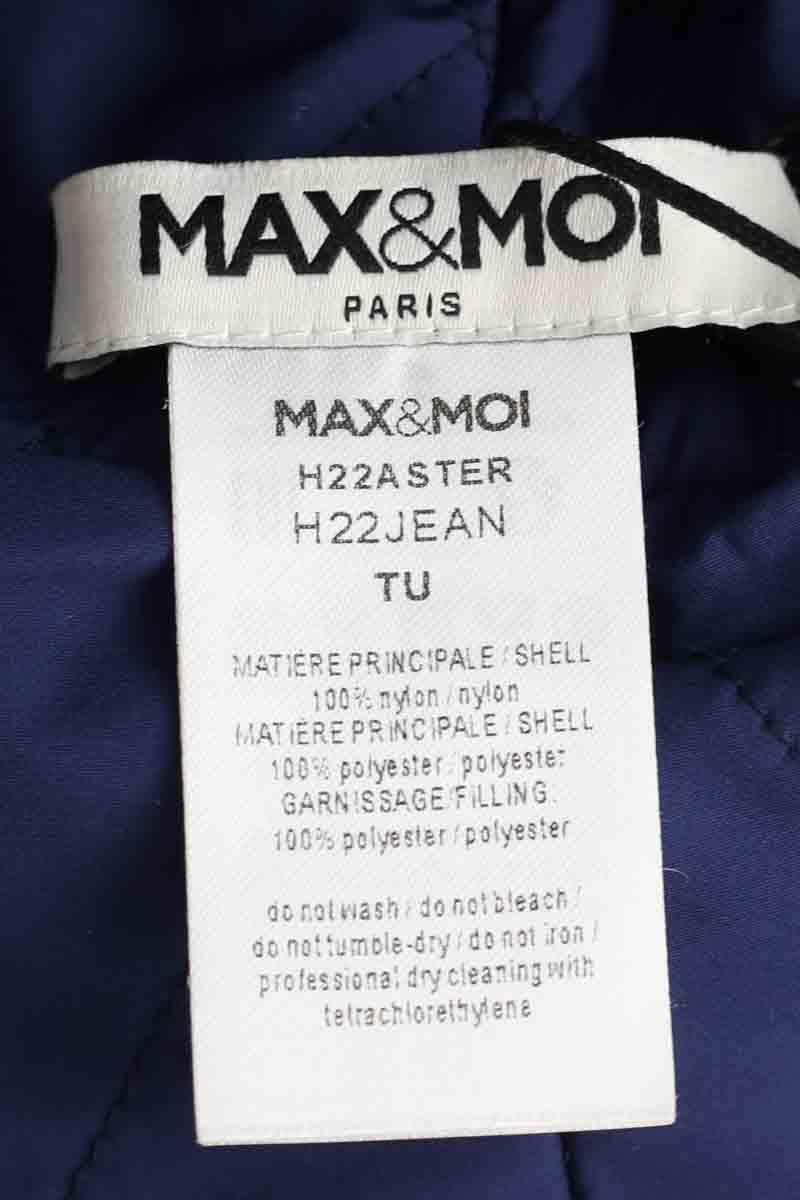 MAX&MOI
PARIS
MAX&MOI
H22ASTER
H22JEAN
TU
MATIÈRE PRINCIPALE / SHELL
100% nylon / nylon
MATIÈRE PRINCIPALE / SHELL
100% polyester / polyester
GARNISSAGE/FILLING.
100% polyester / polyester
do not wash / do not bleach /
do not tumble-dry / do not iron /
professional dry cleaning with
tetrachlorethylene